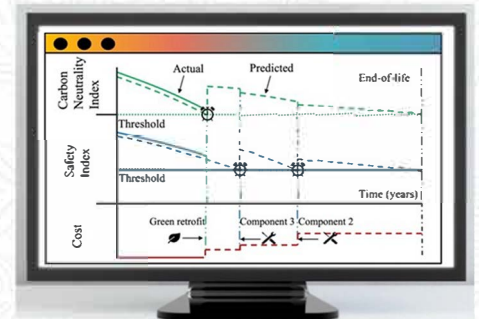 Carbon
Neutrality
Index
Actual
Predicted
End-of-life
Threshold
Safety
Index
Threshold
Time (years)
Cost
Green retrofit
Component 3
Component 2